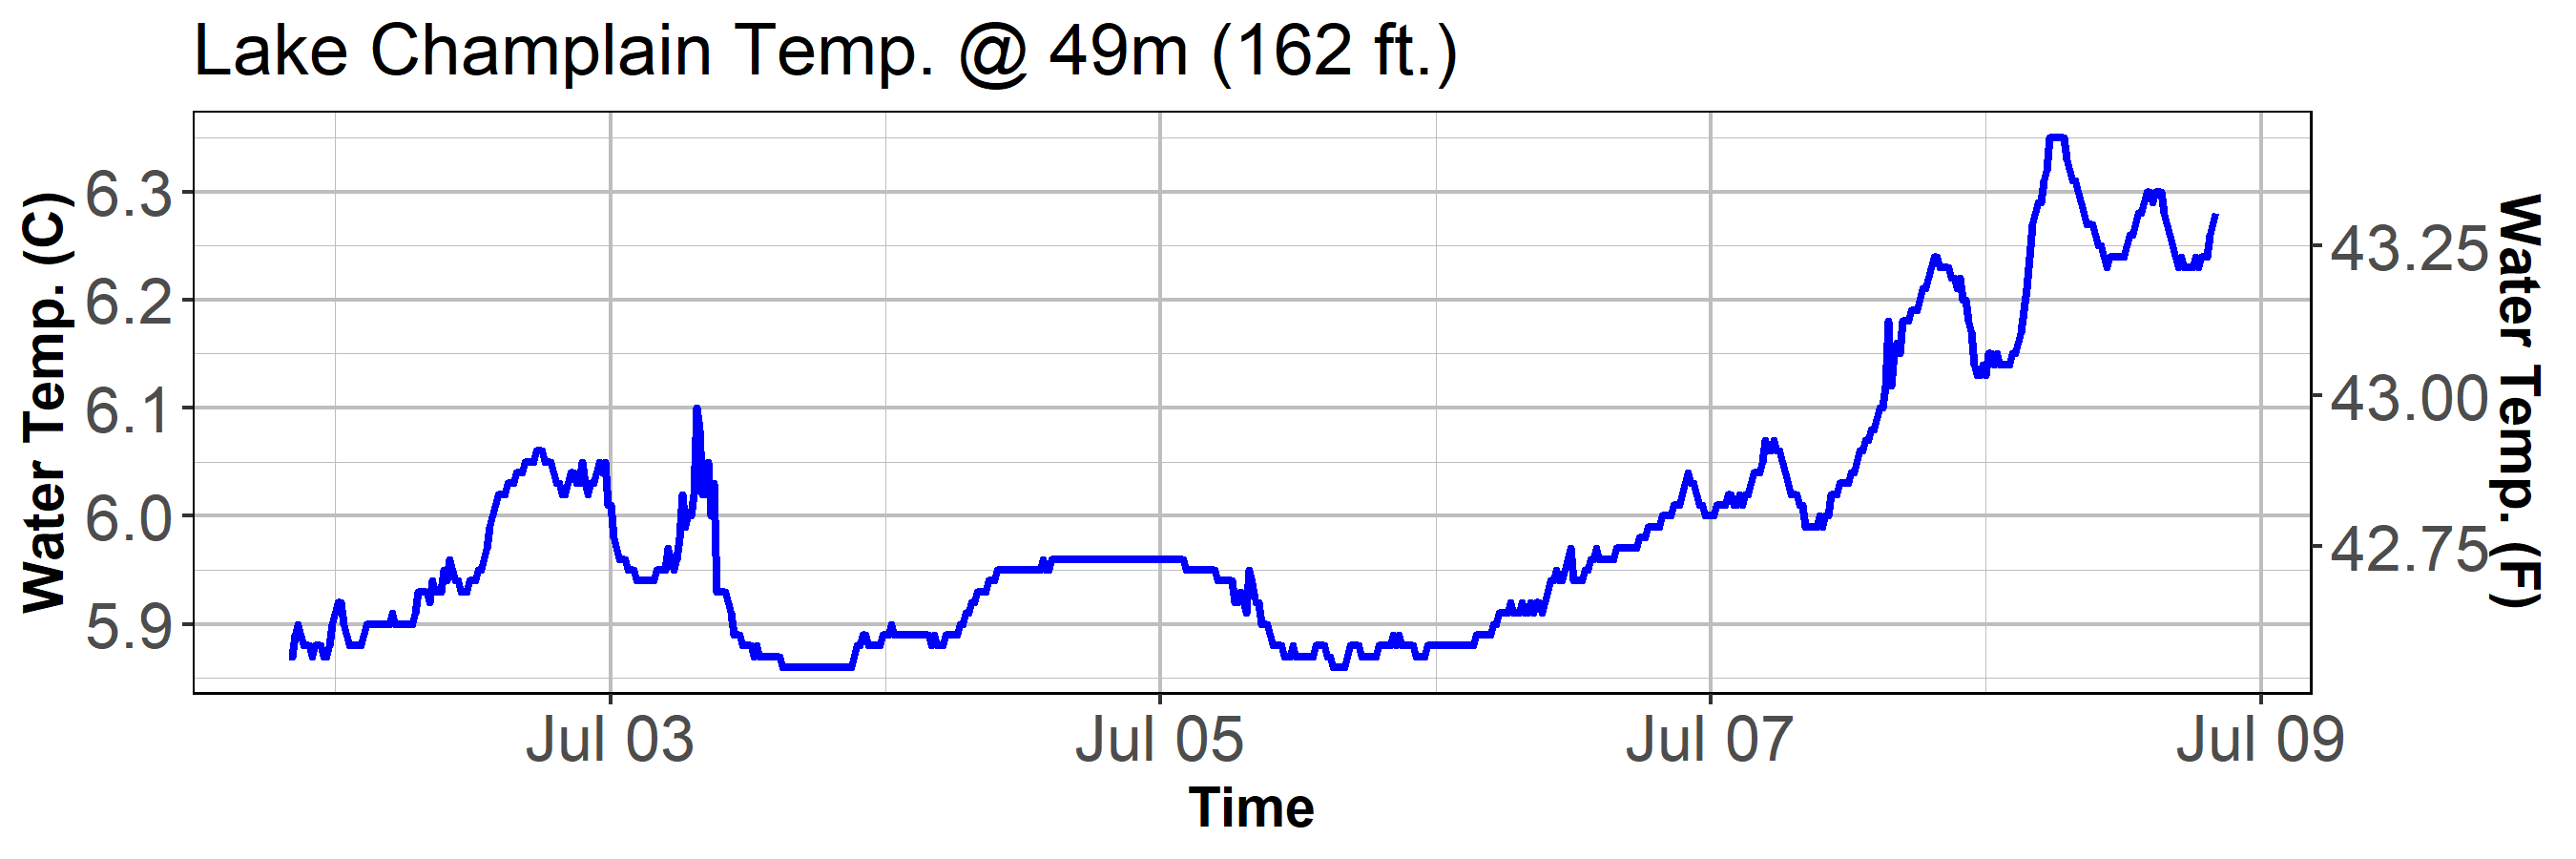 Lake Champlain Temp. @ 49m (162 ft.)
Water Temp. (C)
6.3
6.2
6.1
6.0
5.9
43.25
43.00
42.75
Water Temp. (F)
Jul 03
Jul 05
Jul 07
Jul 09
Time